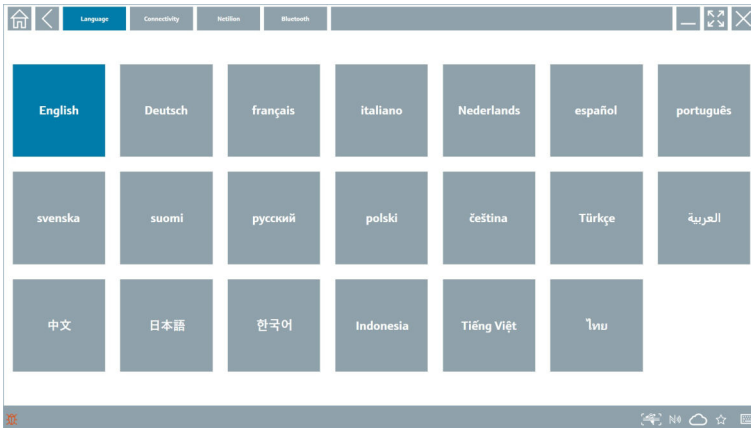 Language Connectivity Netilion Bluetooth
English Deutsch français italiano Nederlands español português
svenska suomi русский polski čeština Türkçe العربية
中文 日本語 한국어 Indonesia Tiếng Việt ไทย